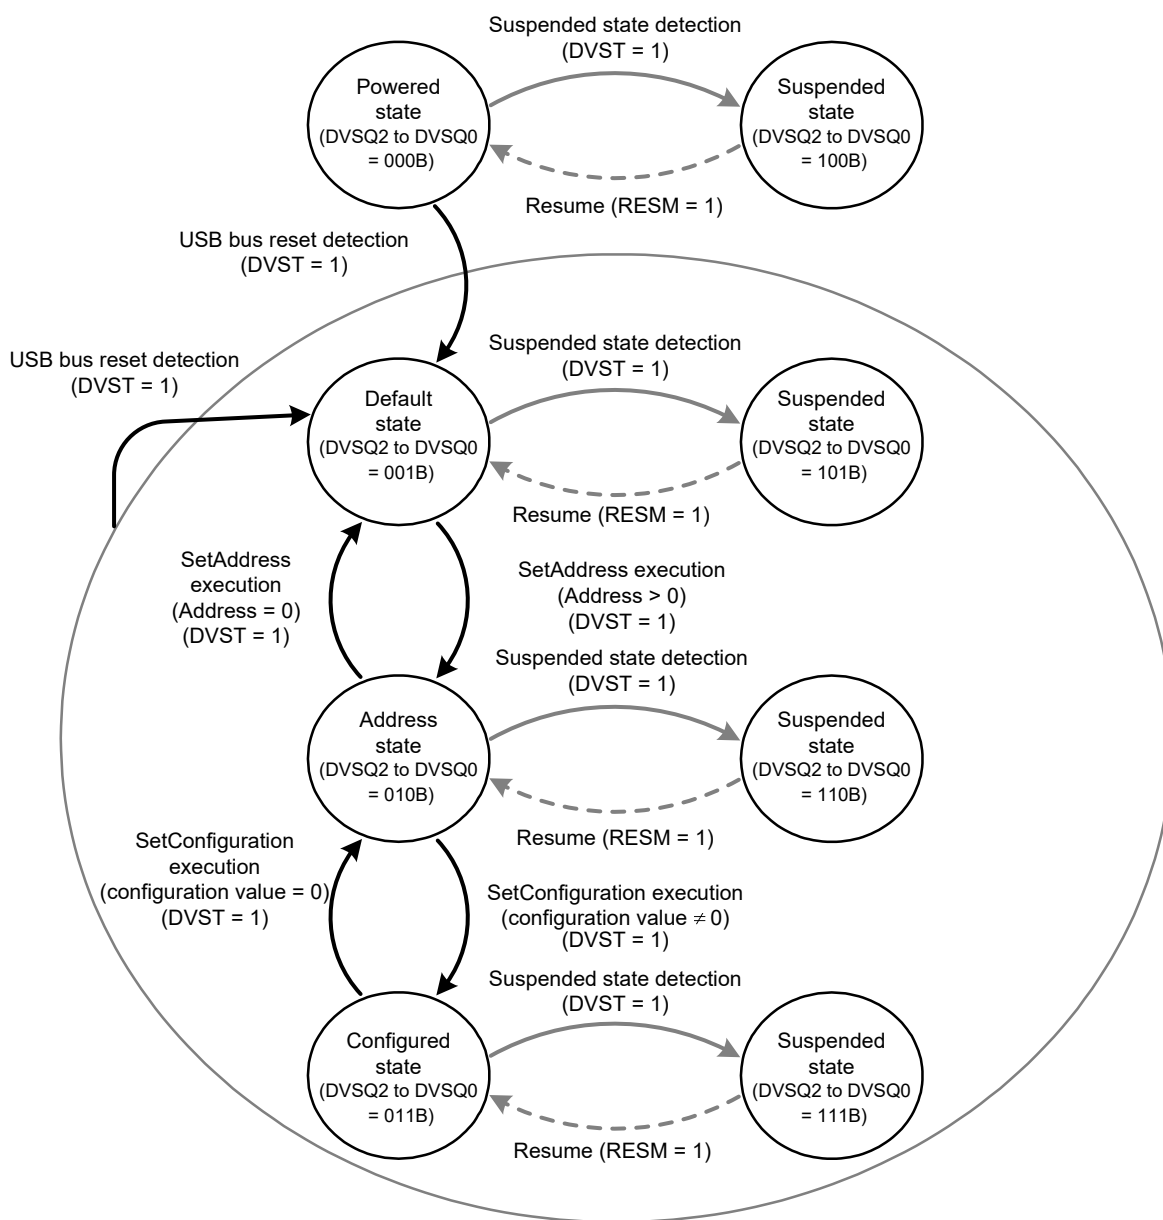 Suspended state detection
(DVST = 1)
Powered
state
(DVSQ2 to DVSQ0
= 000B)
Suspended
state
(DVSQ2 to DVSQ0
= 100B)
Resume (RESM = 1)
USB bus reset detection
(DVST = 1)
USB bus reset detection
(DVST = 1)
Suspended state detection
(DVST = 1)
Default
state
(DVSQ2 to DVSQ0
= 001B)
Suspended
state
(DVSQ2 to DVSQ0
= 101B)
Resume (RESM = 1)
SetAddress
execution
(Address = 0)
(DVST = 1)
SetAddress execution
(Address > 0)
(DVST = 1)
Suspended state detection
(DVST = 1)
Address
state
(DVSQ2 to DVSQ0
= 010B)
Suspended
state
(DVSQ2 to DVSQ0
= 110B)
Resume (RESM = 1)
SetConfiguration
execution
(configuration value = 0)
(DVST = 1)
SetConfiguration execution
(configuration value ≠ 0)
(DVST = 1)
Suspended state detection
(DVST = 1)
Configured
state
(DVSQ2 to DVSQ0
= 011B)
Suspended
state
(DVSQ2 to DVSQ0
= 111B)
Resume (RESM = 1)